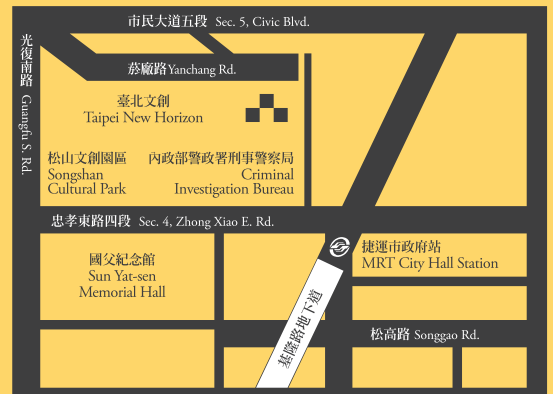 市民大道五段 Sec. 5, Civic Blvd.
光復南路 Guangfu S. Rd.
菸廠路 Yanchang Rd.
臺北文創
Taipei New Horizon
松山文創園區
Songshan
Cultural Park
內政部警政署刑事警察局
Criminal
Investigation Bureau
忠孝東路四段 Sec. 4, Zhong Xiao E. Rd.
國父紀念館
Sun Yat-sen
Memorial Hall
捷運市政府站
MRT City Hall Station
基隆路地下道
松高路 Songgao Rd.